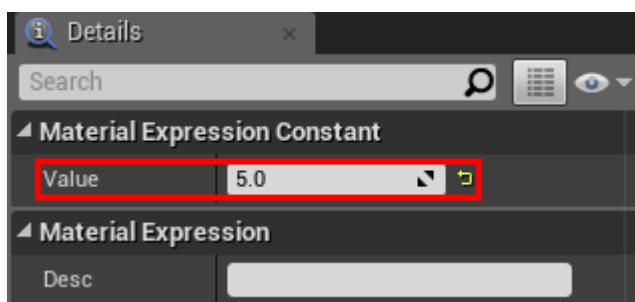 Details
Search
Material Expression Constant
Value 5.0
Material Expression
Desc